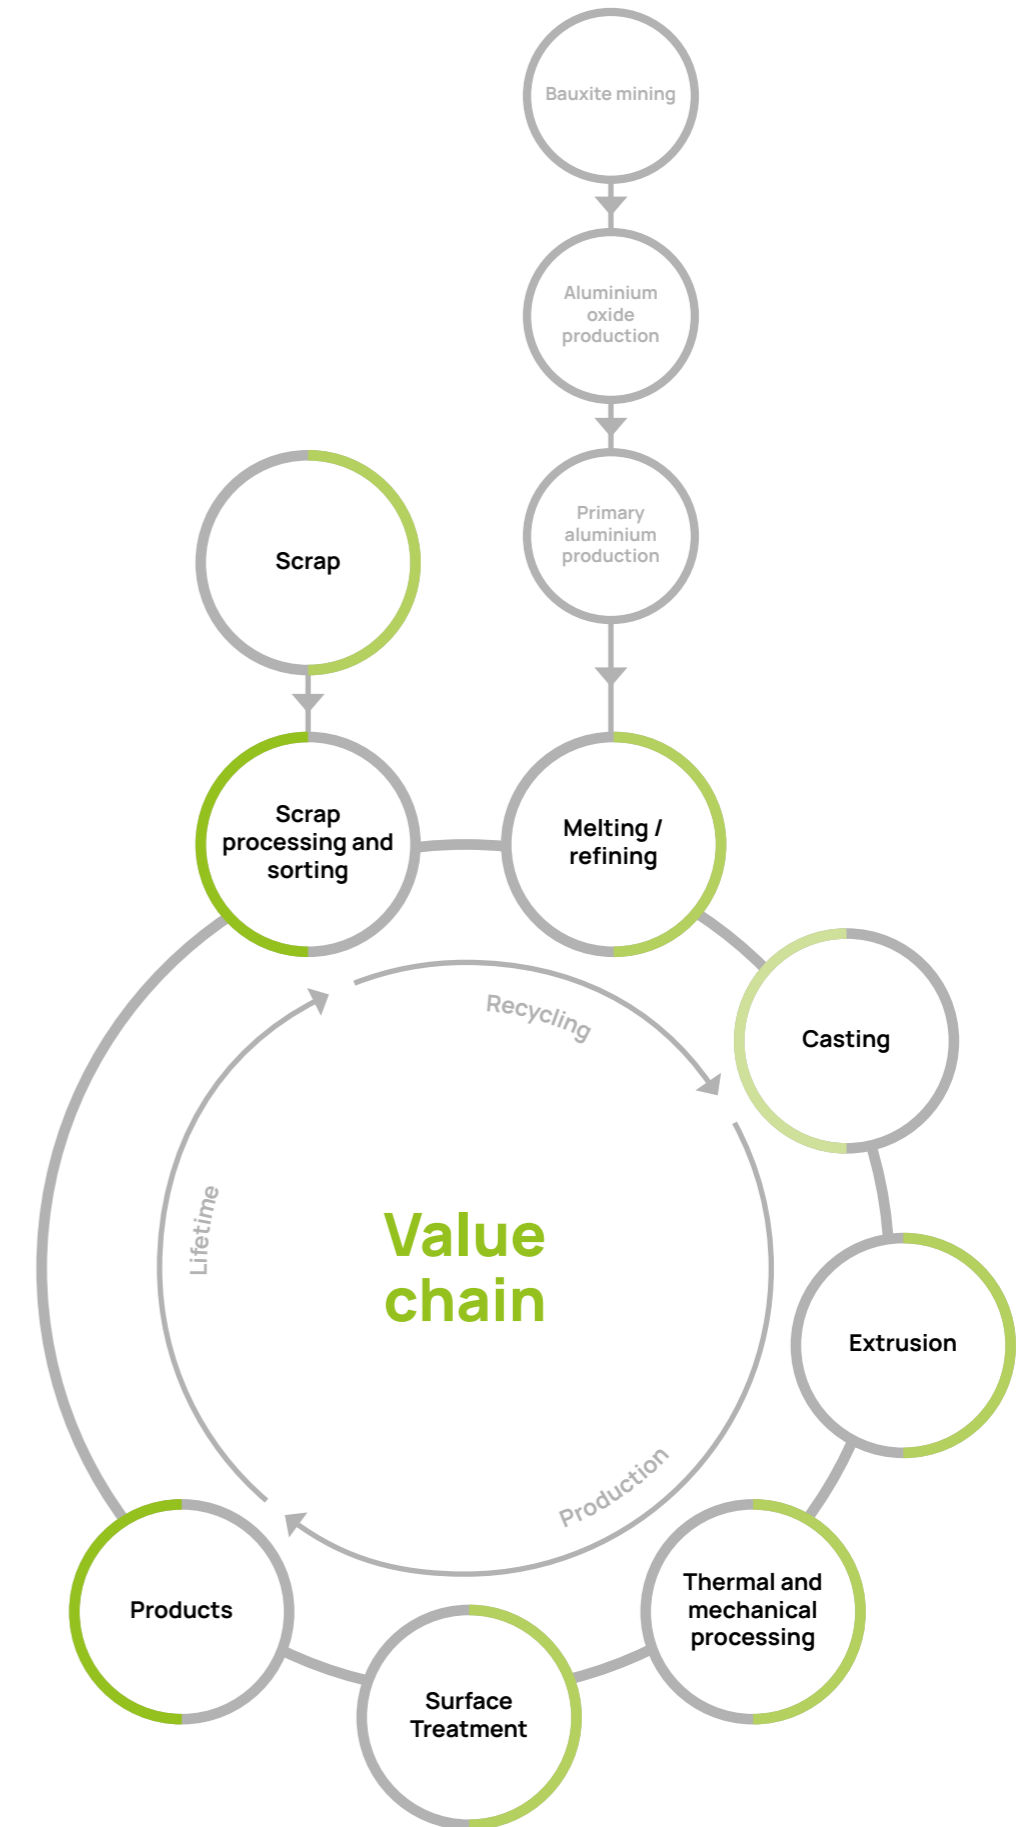 Bauxite mining
Aluminium
oxide
production
Primary
aluminium
production
Scrap
Scrap
processing and
sorting
Melting /
refining
Casting
Recycling
Lifetime
Value
chain
Extrusion
Production
Thermal and
mechanical
processing
Products
Surface
Treatment